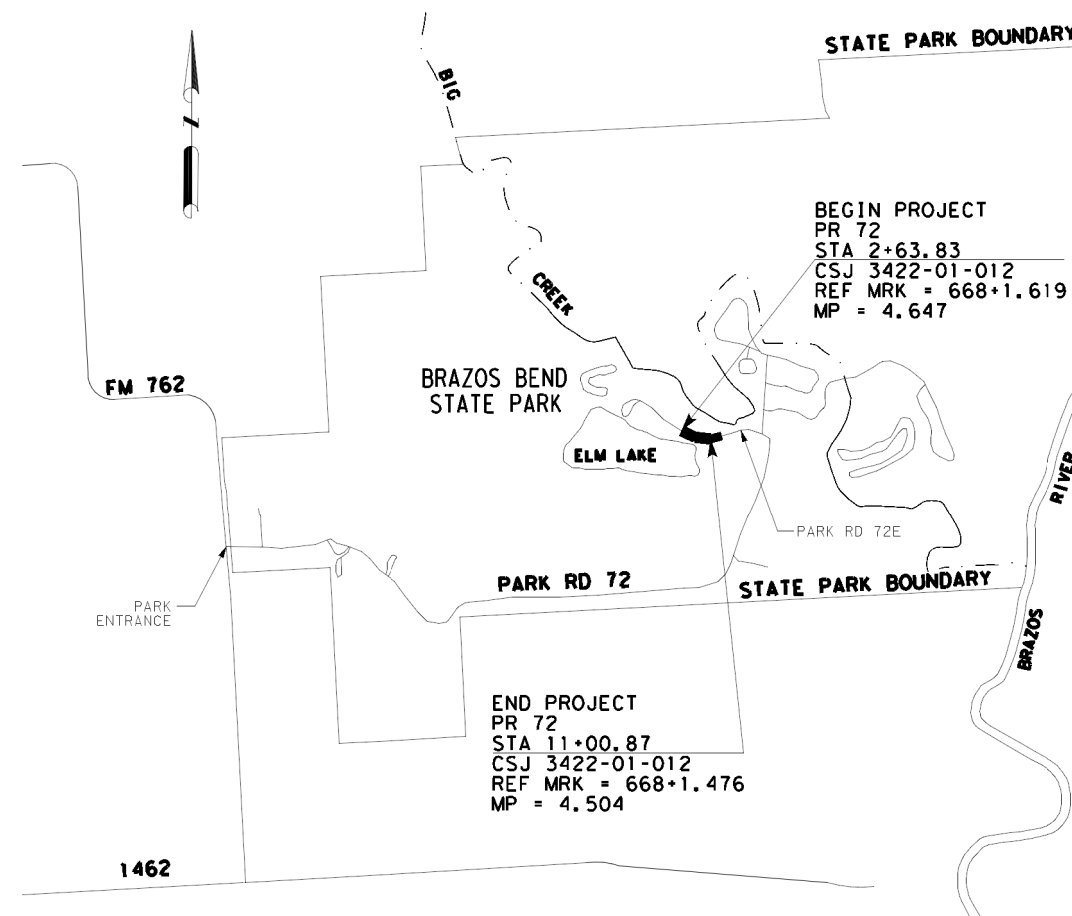 STATE PARK BOUNDARY
BIG
N
BEGIN PROJECT
PR 72
STA 2+63.83
CSJ 3422-01-012
REF MRK = 668+1.619
MP = 4.647
CREEK
FM 762
BRAZOS BEND
STATE PARK
ELM LAKE
RIVER
PARK RD 72E
PARK RD 72
STATE PARK BOUNDARY
PARK
ENTRANCE
BRAZOS
END PROJECT
PR 72
STA 11+00.87
CSJ 3422-01-012
REF MRK = 668+1.476
MP = 4.504
1462